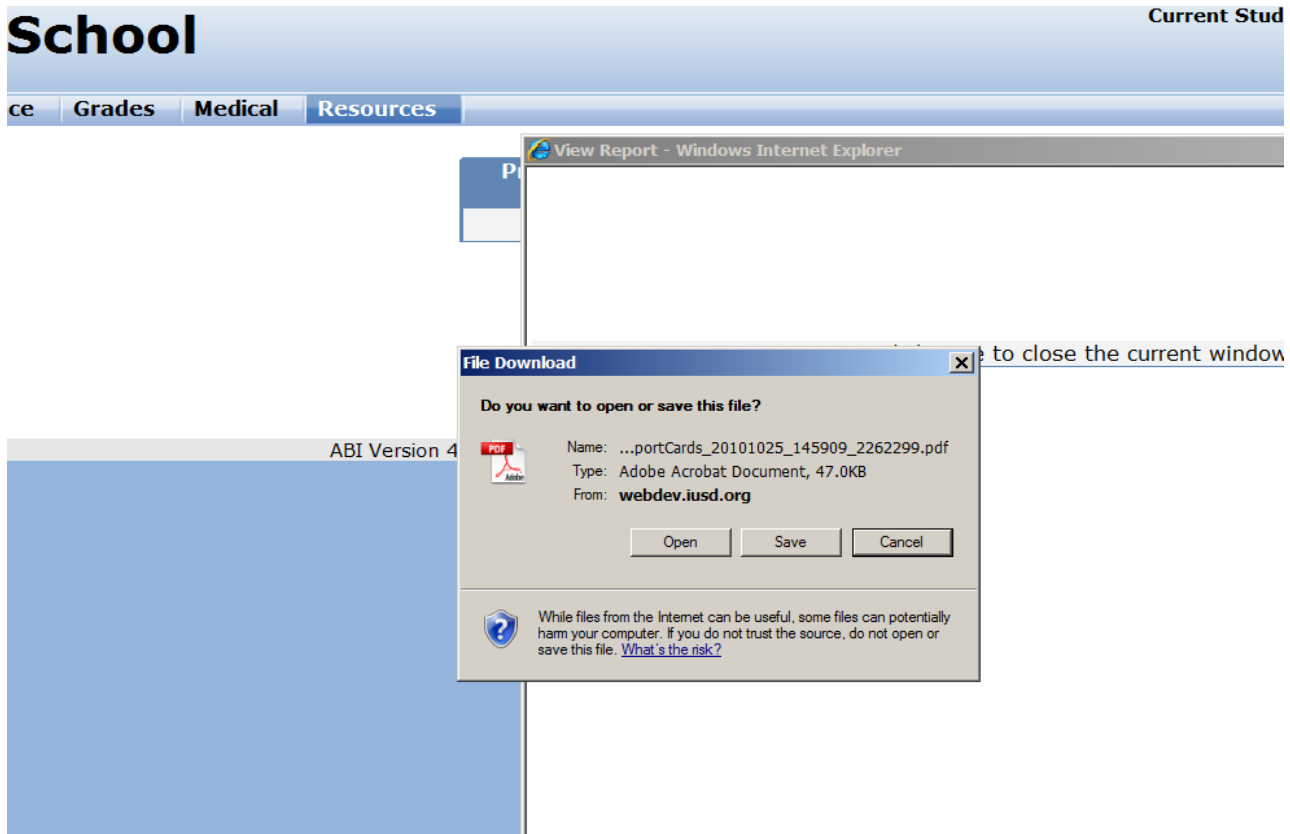 Current Stud
School
ce Grades Medical Resources
View Report - Windows Internet Explorer
Pr
to close the current window
File Download
Do you want to open or save this file?
PDF
Adobe
Name: ...portCards_20101025_145909_2262299.pdf
Type: Adobe Acrobat Document, 47.0KB
From: webdev.iusd.org
ABI Version 4
Open Save Cancel
While files from the Internet can be useful, some files can potentially
harm your computer. If you do not trust the source, do not open or
save this file. What's the risk?